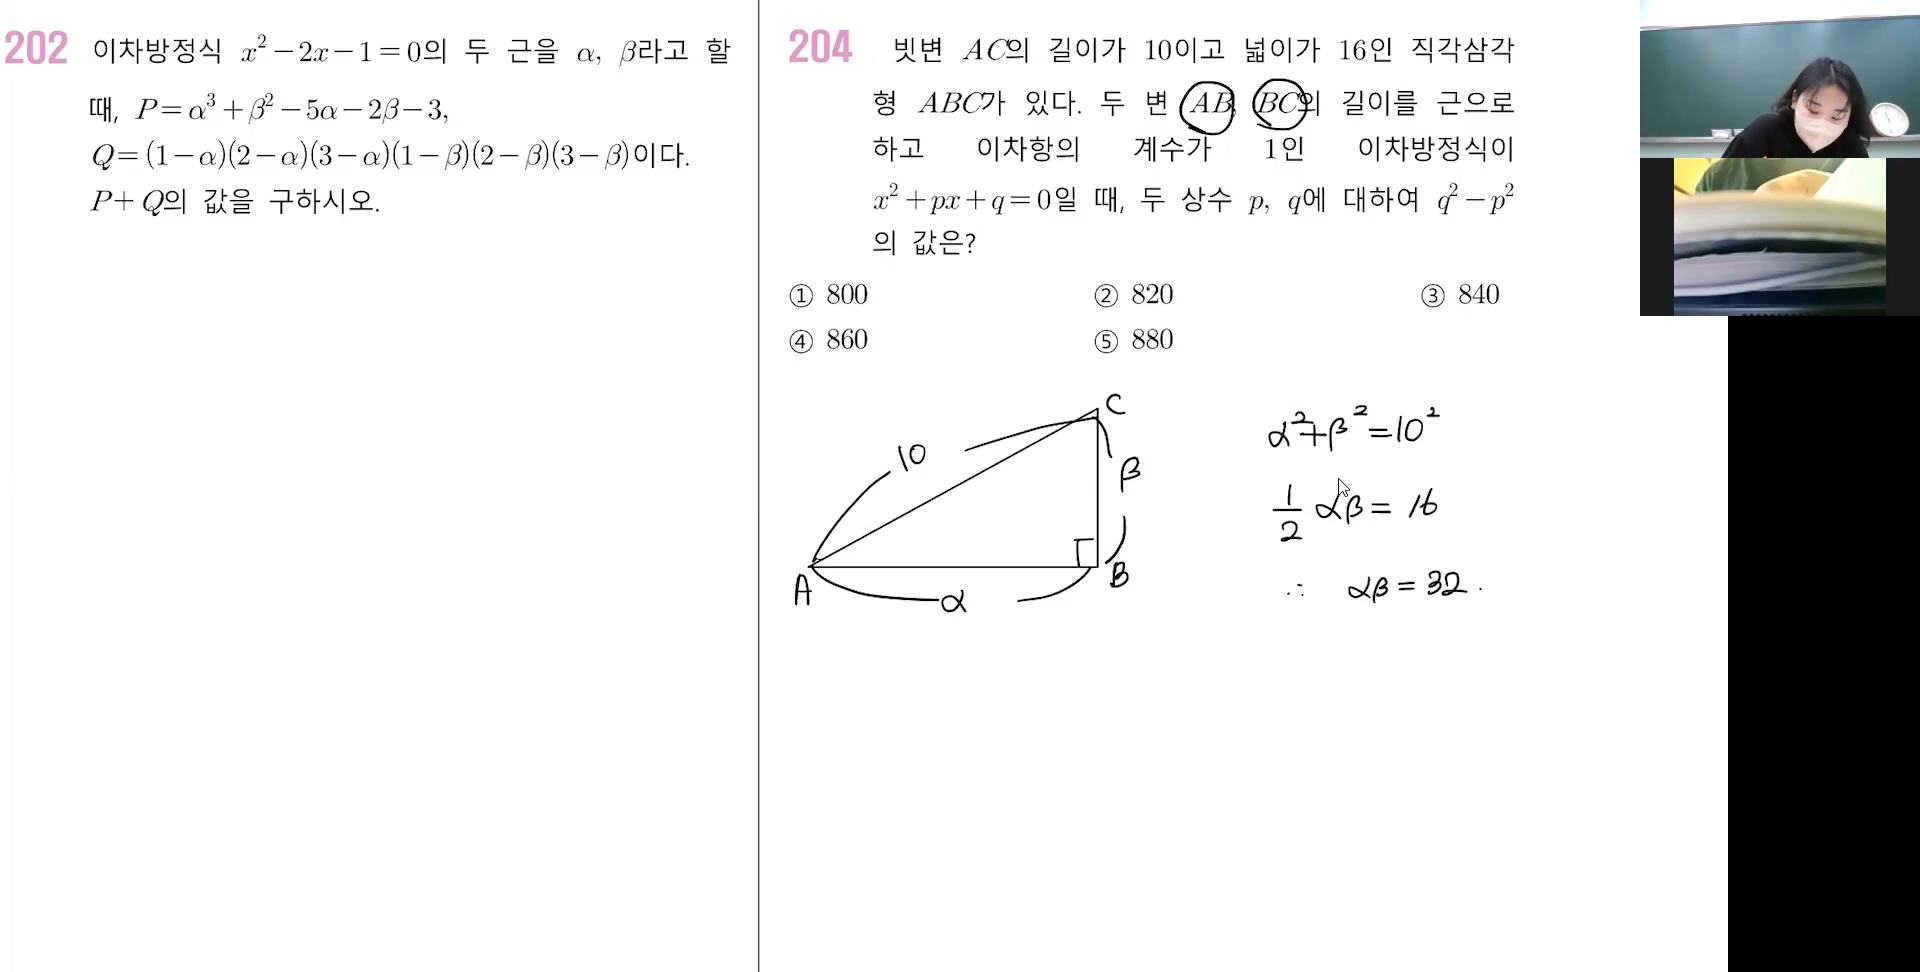 202 이차방정식 x² − 2x − 1 = 0의 두 근을 α, β라고 할
때, P = α³ + β² − 5α − 2β − 3,
Q = (1 − α)(2 − α)(3 − α)(1 − β)(2 − β)(3 − β)이다.
P + Q의 값을 구하시오.
204 빗변 AC의 길이가 10이고 넓이가 16인 직각삼각
형 ABC가 있다. 두 변 AB, BC의 길이를 근으로
하고 이차항의 계수가 1인 이차방정식이
x² + px + q = 0일 때, 두 상수 p, q에 대하여 q² − p²
의 값은?
① 800 ② 820 ③ 840
④ 860 ⑤ 880
C
10
β
A
B
α
α² + β² = 10²
1/2 αβ = 16
∴ αβ = 32.